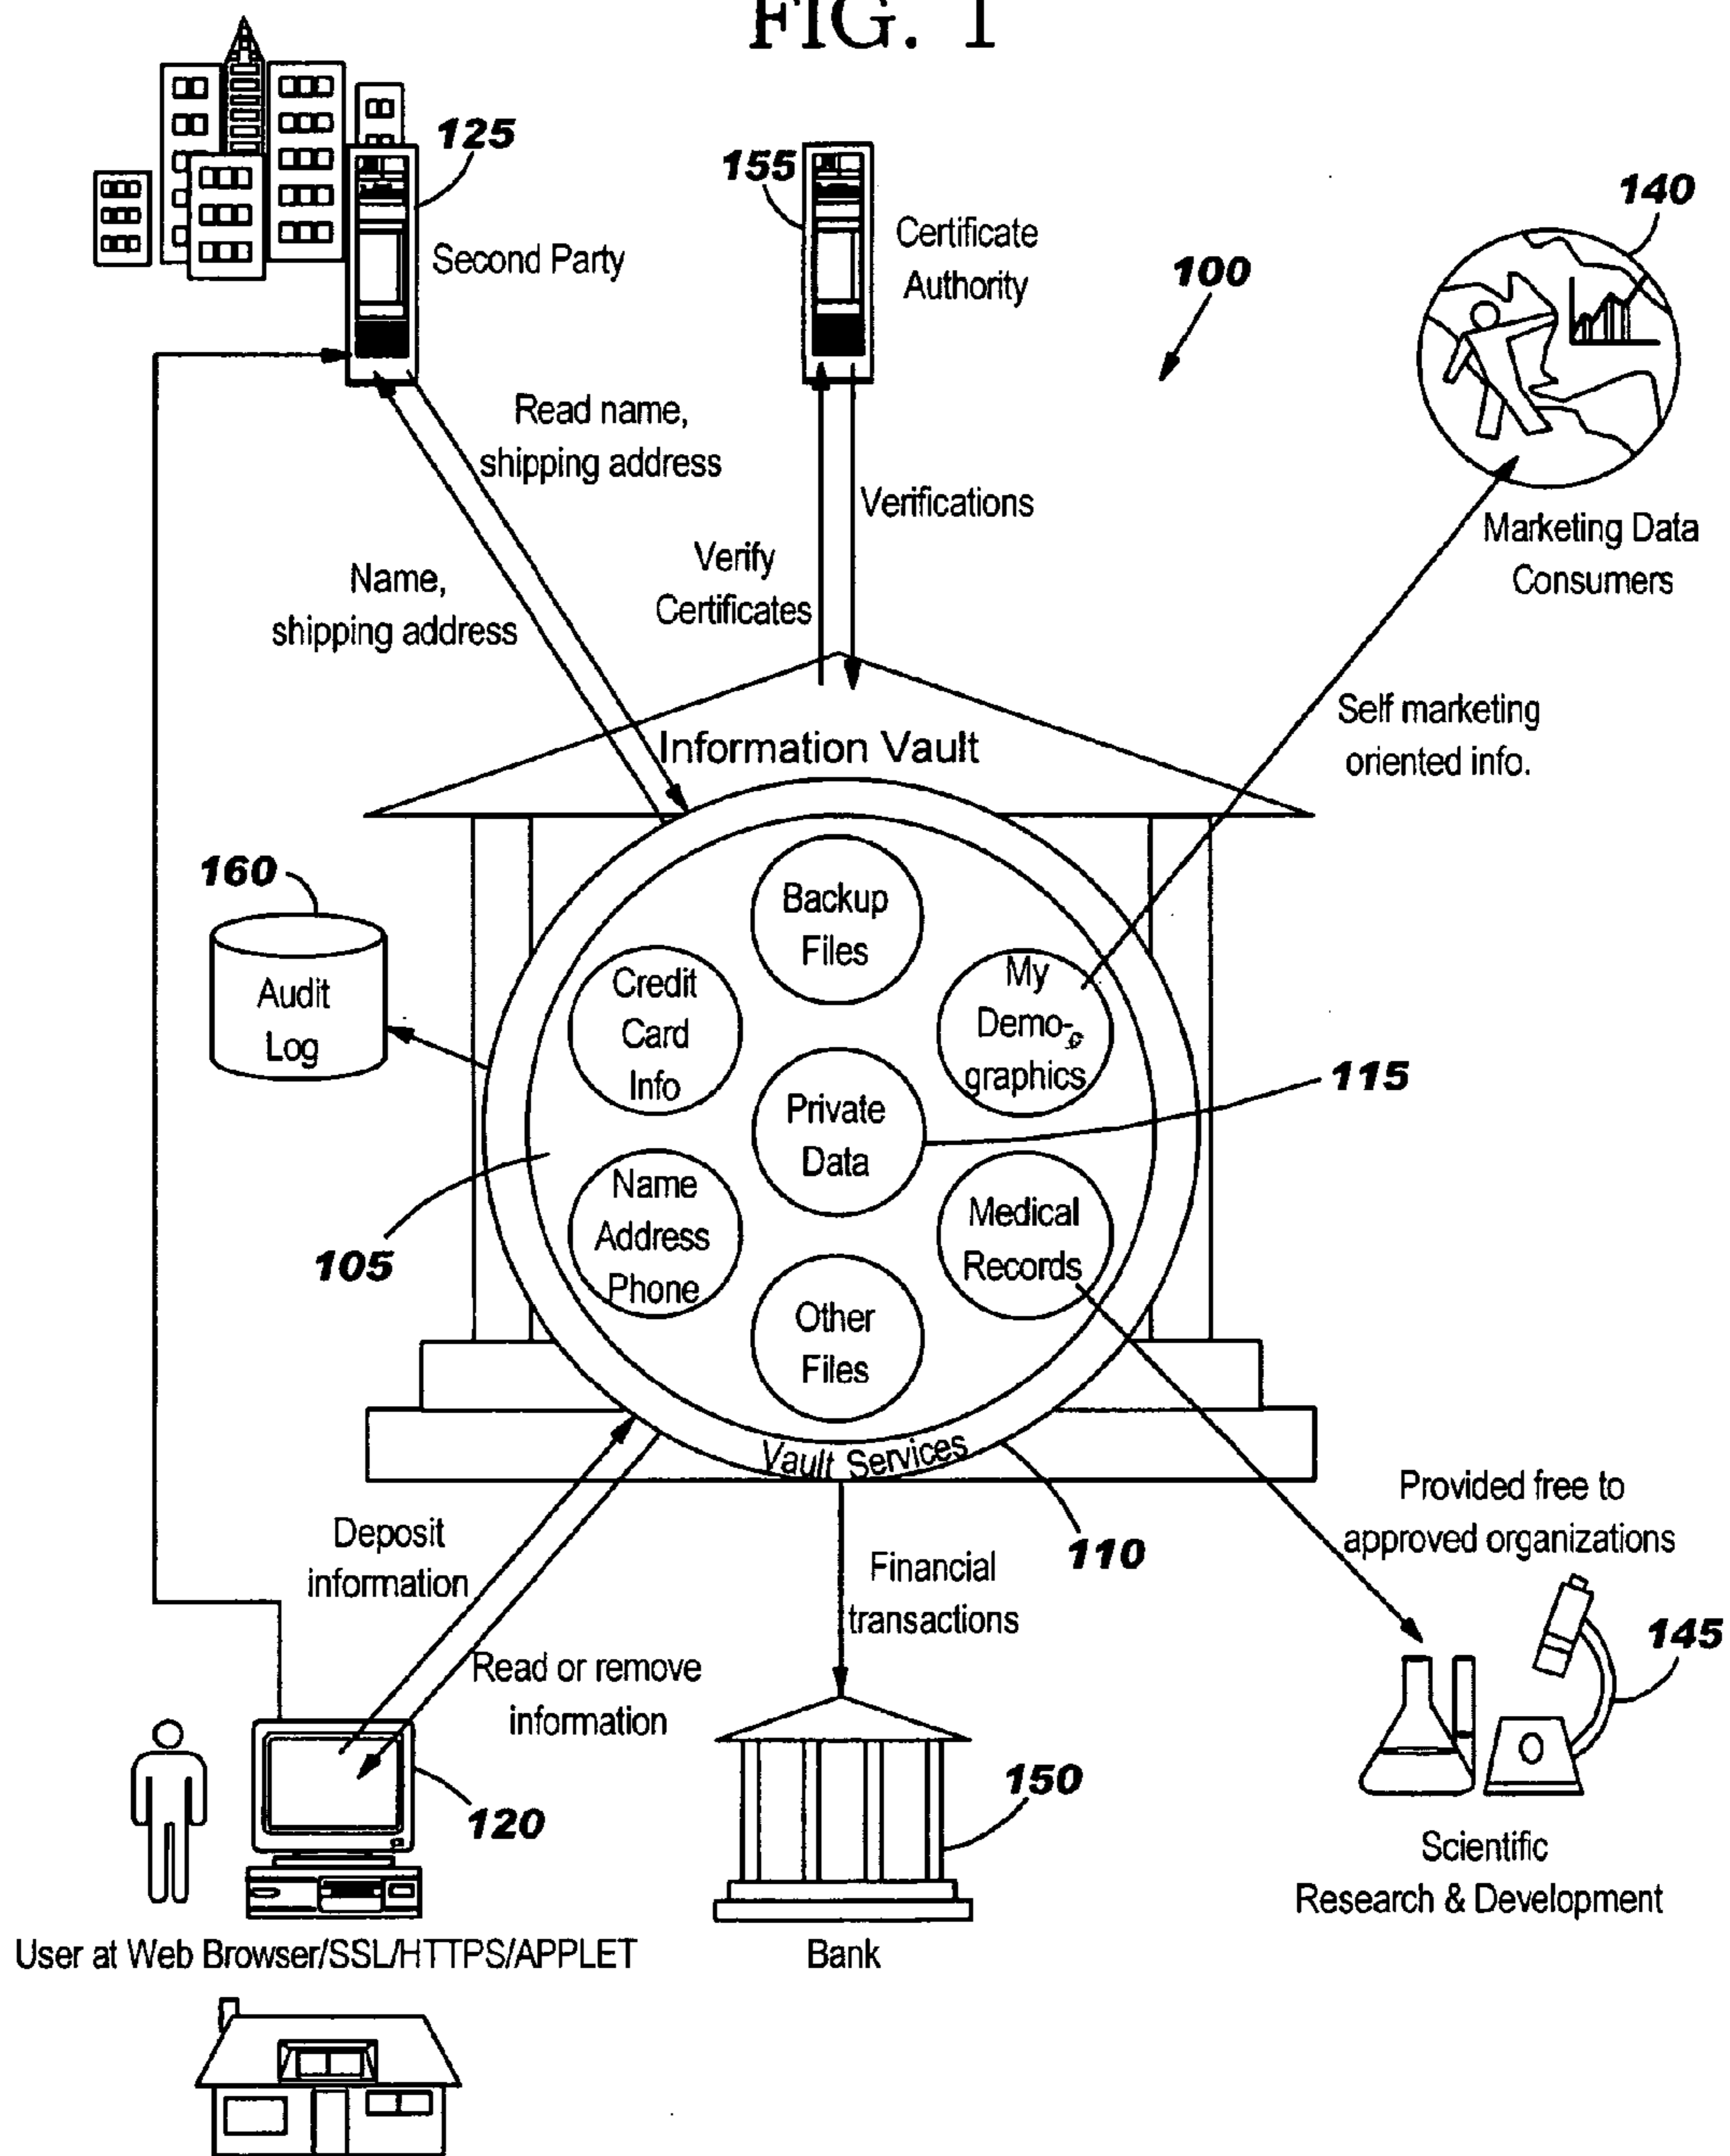 FIG. 1
125
155
140
Second Party
Certificate
Authority
100
Read name,
shipping address
Verifications
Marketing Data
Consumers
Verify
Certificates
Name,
shipping address
Self marketing
oriented info.
Information Vault
160
Audit
Log
Backup
Files
Credit
Card
Info
My
Demo-
graphics
115
Private
Data
105
Name
Address
Phone
Medical
Records
Other
Files
Vault Services
110
Provided free to
approved organizations
Deposit
information
Financial
transactions
145
Read or remove
information
120
150
Scientific
Research & Development
User at Web Browser/SSL/HTTPS/APPLET
Bank